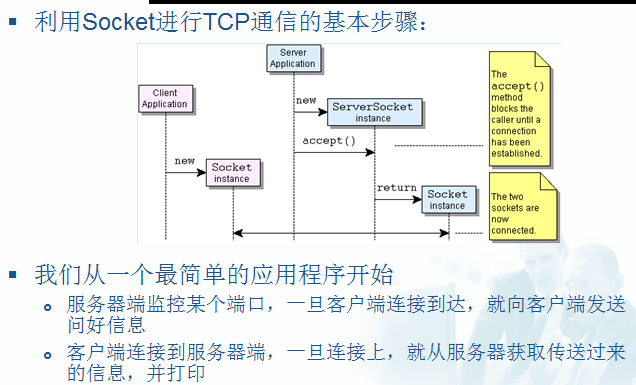 利用Socket进行TCP通信的基本步骤：
Server
Application
Client
Application
new
ServerSocket
instance
accept()
new
Socket
instance
return
Socket
instance
The
accept()
method
blocks the
caller until a
connection
has been
established.
The two
sockets are
now
connected.
我们从一个最简单的应用程序开始
服务器端监控某个端口，一旦客户端连接到达，就向客户端发送
问好信息
客户端连接到服务器端，一旦连接上，就从服务器获取传送过来
的信息，并打印